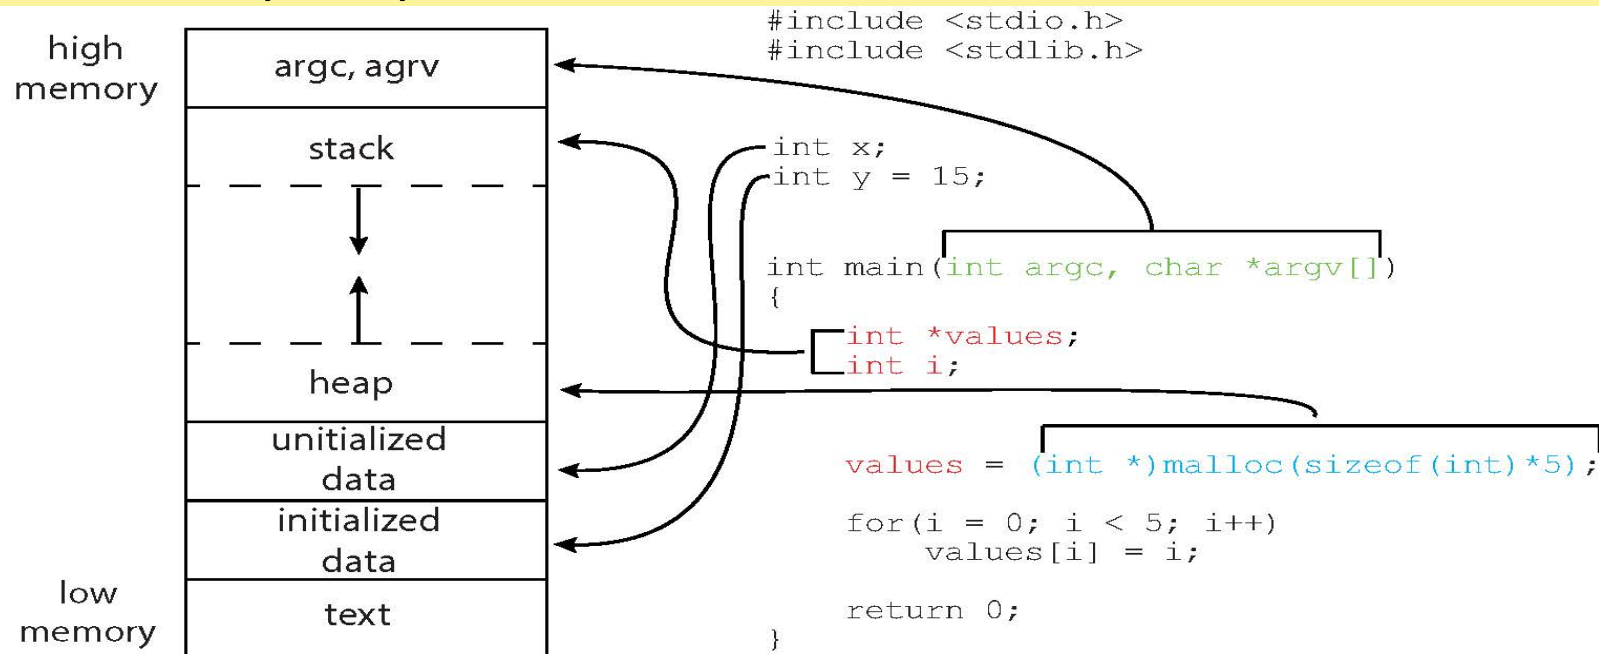 high
memory
argc, agrv
stack
heap
unitialized
data
initialized
data
low
memory
text
#include <stdio.h>
#include <stdlib.h>
int x;
int y = 15;
int main(int argc, char *argv[])
{
int *values;
int i;
values = (int *)malloc(sizeof(int)*5);
for(i = 0; i < 5; i++)
values[i] = i;
return 0;
}